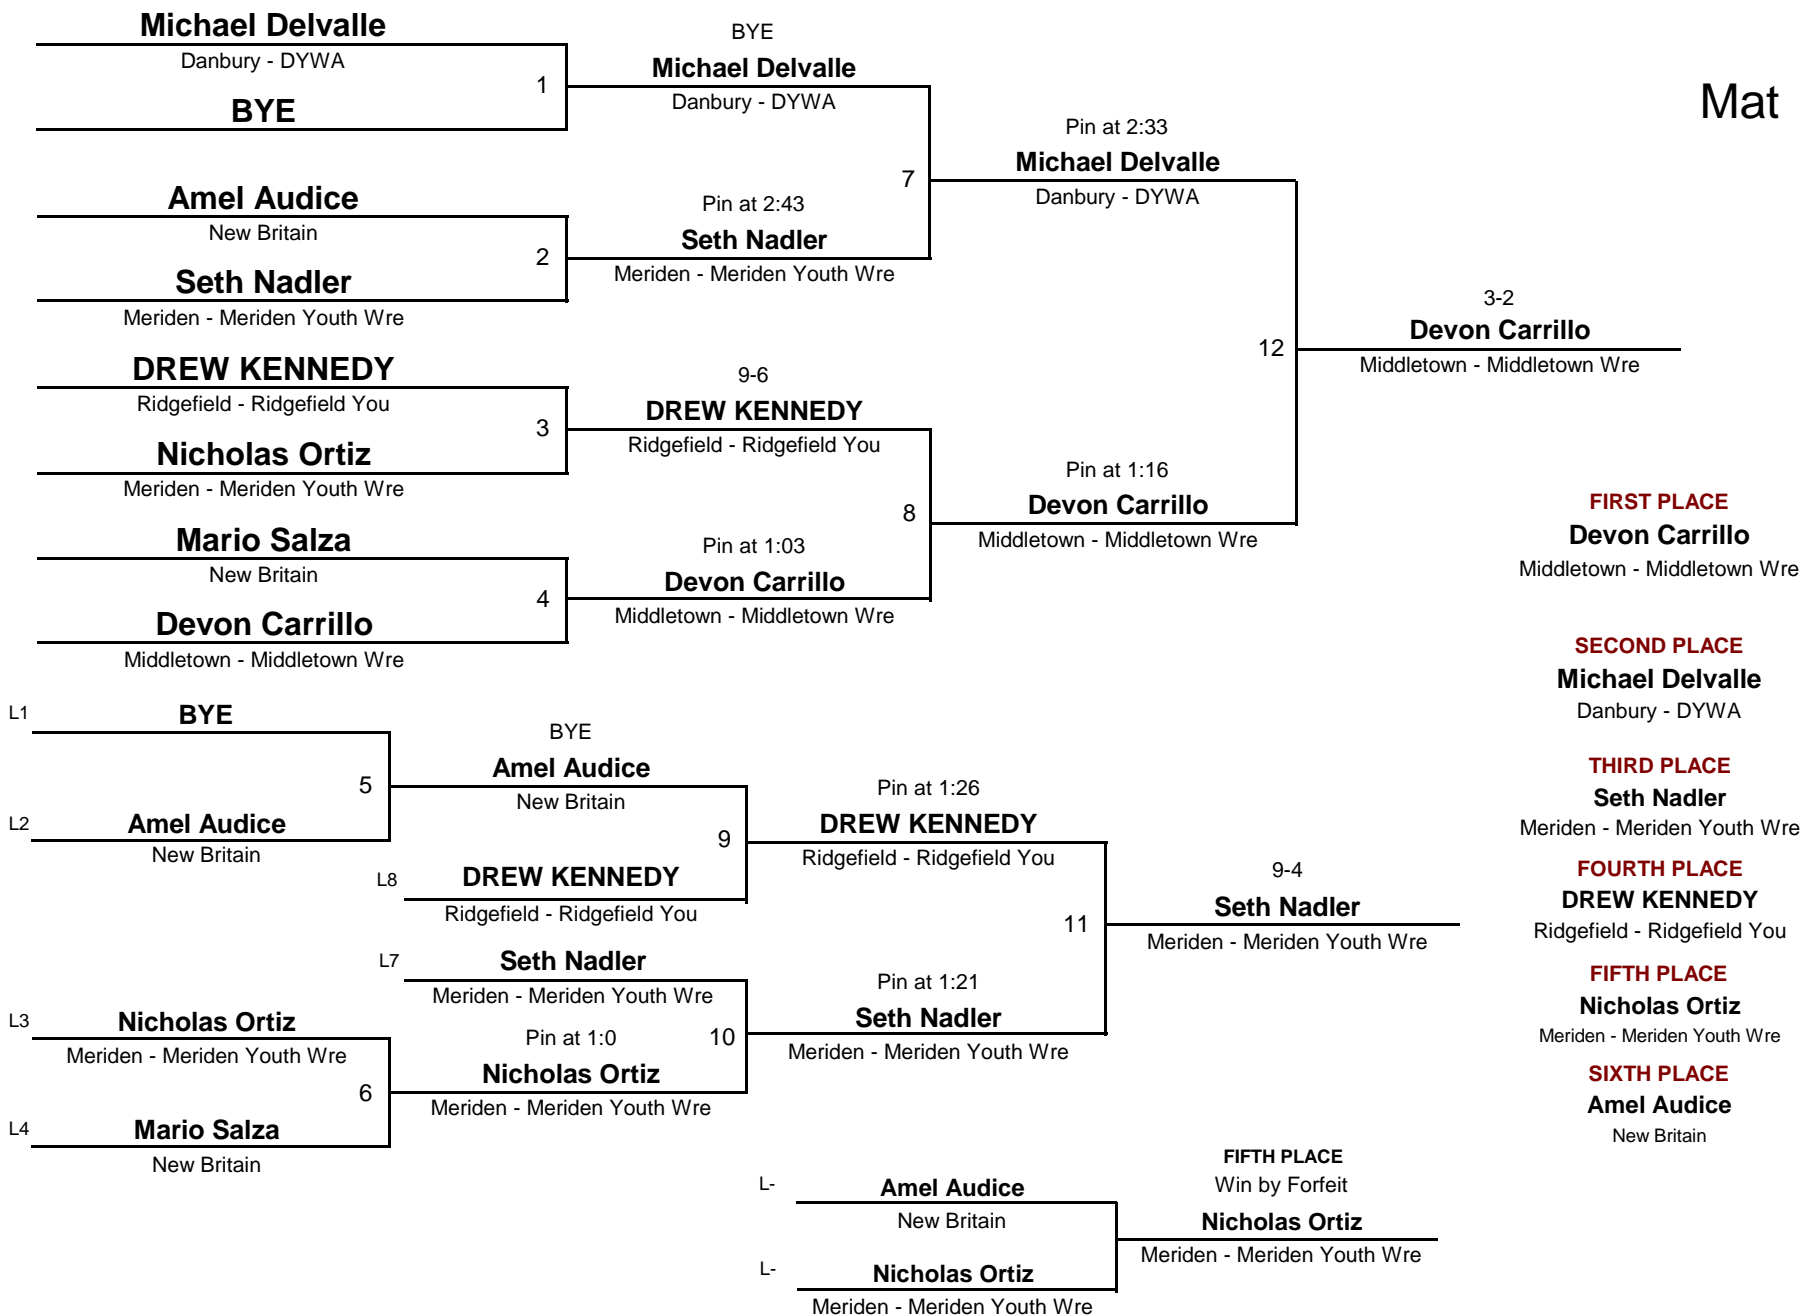 Michael Delvalle
Danbury - DYWA
1
BYE
BYE
Michael Delvalle
Danbury - DYWA
Mat
Amel Audice
New Britain
2
Seth Nadler
Meriden - Meriden Youth Wre
Pin at 2:43
Seth Nadler
Meriden - Meriden Youth Wre
7
Pin at 2:33
Michael Delvalle
Danbury - DYWA
DREW KENNEDY
Ridgefield - Ridgefield You
3
Nicholas Ortiz
Meriden - Meriden Youth Wre
9-6
DREW KENNEDY
Ridgefield - Ridgefield You
Mario Salza
New Britain
4
Devon Carrillo
Middletown - Middletown Wre
Pin at 1:03
Devon Carrillo
Middletown - Middletown Wre
8
Pin at 1:16
Devon Carrillo
Middletown - Middletown Wre
12
3-2
Devon Carrillo
Middletown - Middletown Wre
FIRST PLACE
Devon Carrillo
Middletown - Middletown Wre
SECOND PLACE
Michael Delvalle
Danbury - DYWA
THIRD PLACE
Seth Nadler
Meriden - Meriden Youth Wre
FOURTH PLACE
DREW KENNEDY
Ridgefield - Ridgefield You
FIFTH PLACE
Nicholas Ortiz
Meriden - Meriden Youth Wre
SIXTH PLACE
Amel Audice
New Britain
L1
BYE
5
L2
Amel Audice
New Britain
BYE
Amel Audice
New Britain
9
L8
DREW KENNEDY
Ridgefield - Ridgefield You
Pin at 1:26
DREW KENNEDY
Ridgefield - Ridgefield You
L7
Seth Nadler
Meriden - Meriden Youth Wre
L3
Nicholas Ortiz
Meriden - Meriden Youth Wre
6
L4
Mario Salza
New Britain
Pin at 1:0
Nicholas Ortiz
Meriden - Meriden Youth Wre
10
Pin at 1:21
Seth Nadler
Meriden - Meriden Youth Wre
11
9-4
Seth Nadler
Meriden - Meriden Youth Wre
L-
Amel Audice
New Britain
L-
Nicholas Ortiz
Meriden - Meriden Youth Wre
FIFTH PLACE
Win by Forfeit
Nicholas Ortiz
Meriden - Meriden Youth Wre